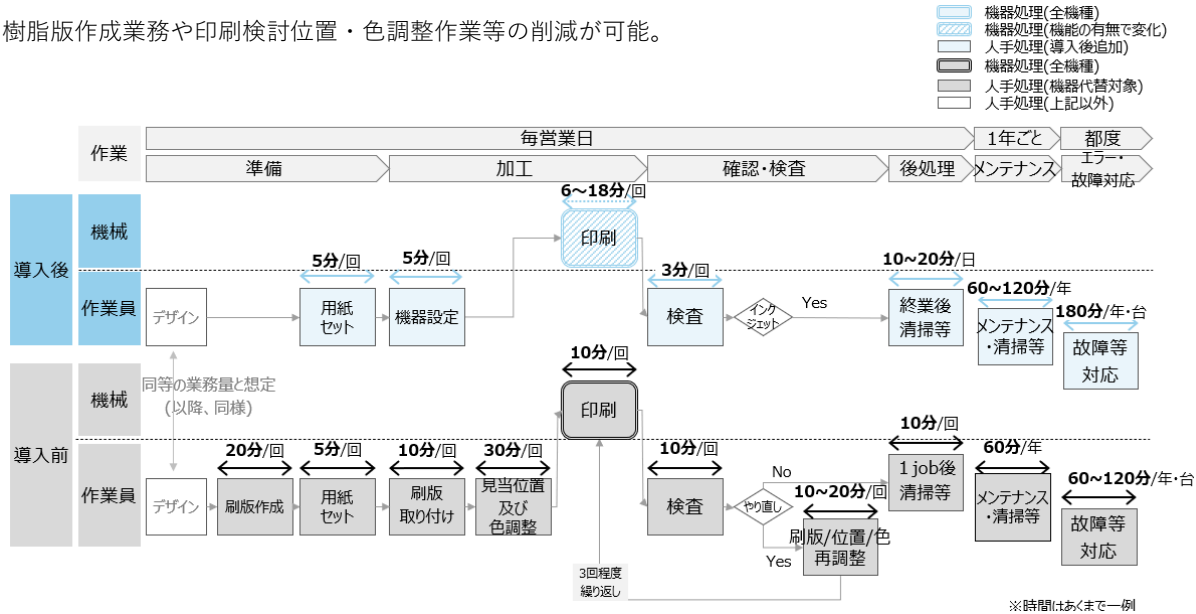 樹脂版作成業務や印刷検討位置・色調整作業等の削減が可能。
機器処理(全機種)
機器処理(機能の有無で変化)
人手処理(導入後追加)
機器処理(全機種)
人手処理(機器代替対象)
人手処理(上記以外)
作業
毎営業日
1年ごと
都度
準備
加工
確認・検査
後処理
メンテナンス
エラー・
故障対応
導入後
機械
6～18分/回
印刷
作業員
デザイン
5分/回
用紙
セット
5分/回
機器設定
3分/回
検査
インク
ジェット
Yes
10~20分/日
終業後
清掃等
60~120分/年
メンテナンス
・清掃等
180分/年・台
故障等
対応
同等の業務量と想定
(以降、同様)
導入前
機械
10分/回
印刷
作業員
デザイン
20分/回
刷版作成
5分/回
用紙
セット
10分/回
刷版
取り付け
30分/回
見当位置
及び
色調整
10分/回
検査
やり直し
No
Yes
10~20分/回
刷版/位置/色
再調整
3回程度
繰り返し
10分/回
1 job後
清掃等
60分/年
メンテナンス
・清掃等
60~120分/年・台
故障等
対応
※時間はあくまで一例